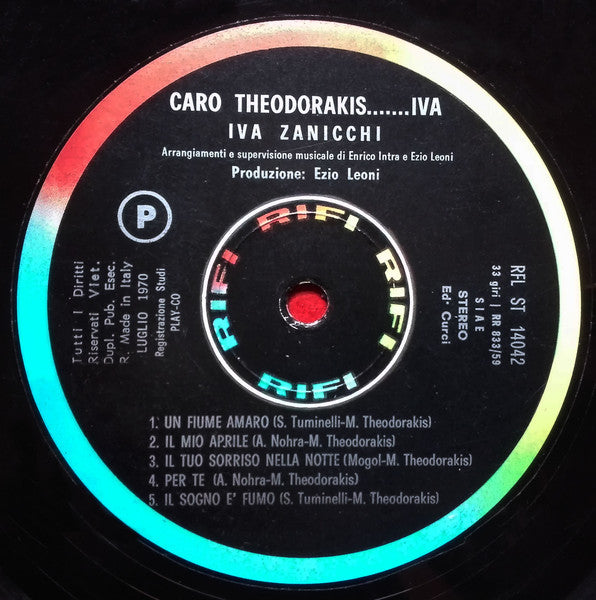 CARO THEODORAKIS.......IVA
IVA ZANICCHI
Arrangiamenti e supervisione musicale di Enrico Intra e Ezio Leoni
Produzione: Ezio Leoni
P
Tutti I Diritti
Riservati Viet.
Dupl. Pub. Esec.
R. Made in Italy
LUGLIO 1970
Registrazione Studi
PLAY-CO
RIFI RIFI RIFI RIFI RIFI
RFL ST 14042
33 giri | RR 833/59
SIAE
STEREO
Ed. Curci
1. UN FIUME AMARO (S. Tuminelli-M. Theodorakis)
2. IL MIO APRILE (A. Nohra-M. Theodorakis)
3. IL TUO SORRISO NELLA NOTTE (Mogol-M. Theodorakis)
4. PER TE (A. Nohra-M. Theodorakis)
5. IL SOGNO E' FUMO (S. Tuminelli-M. Theodorakis)